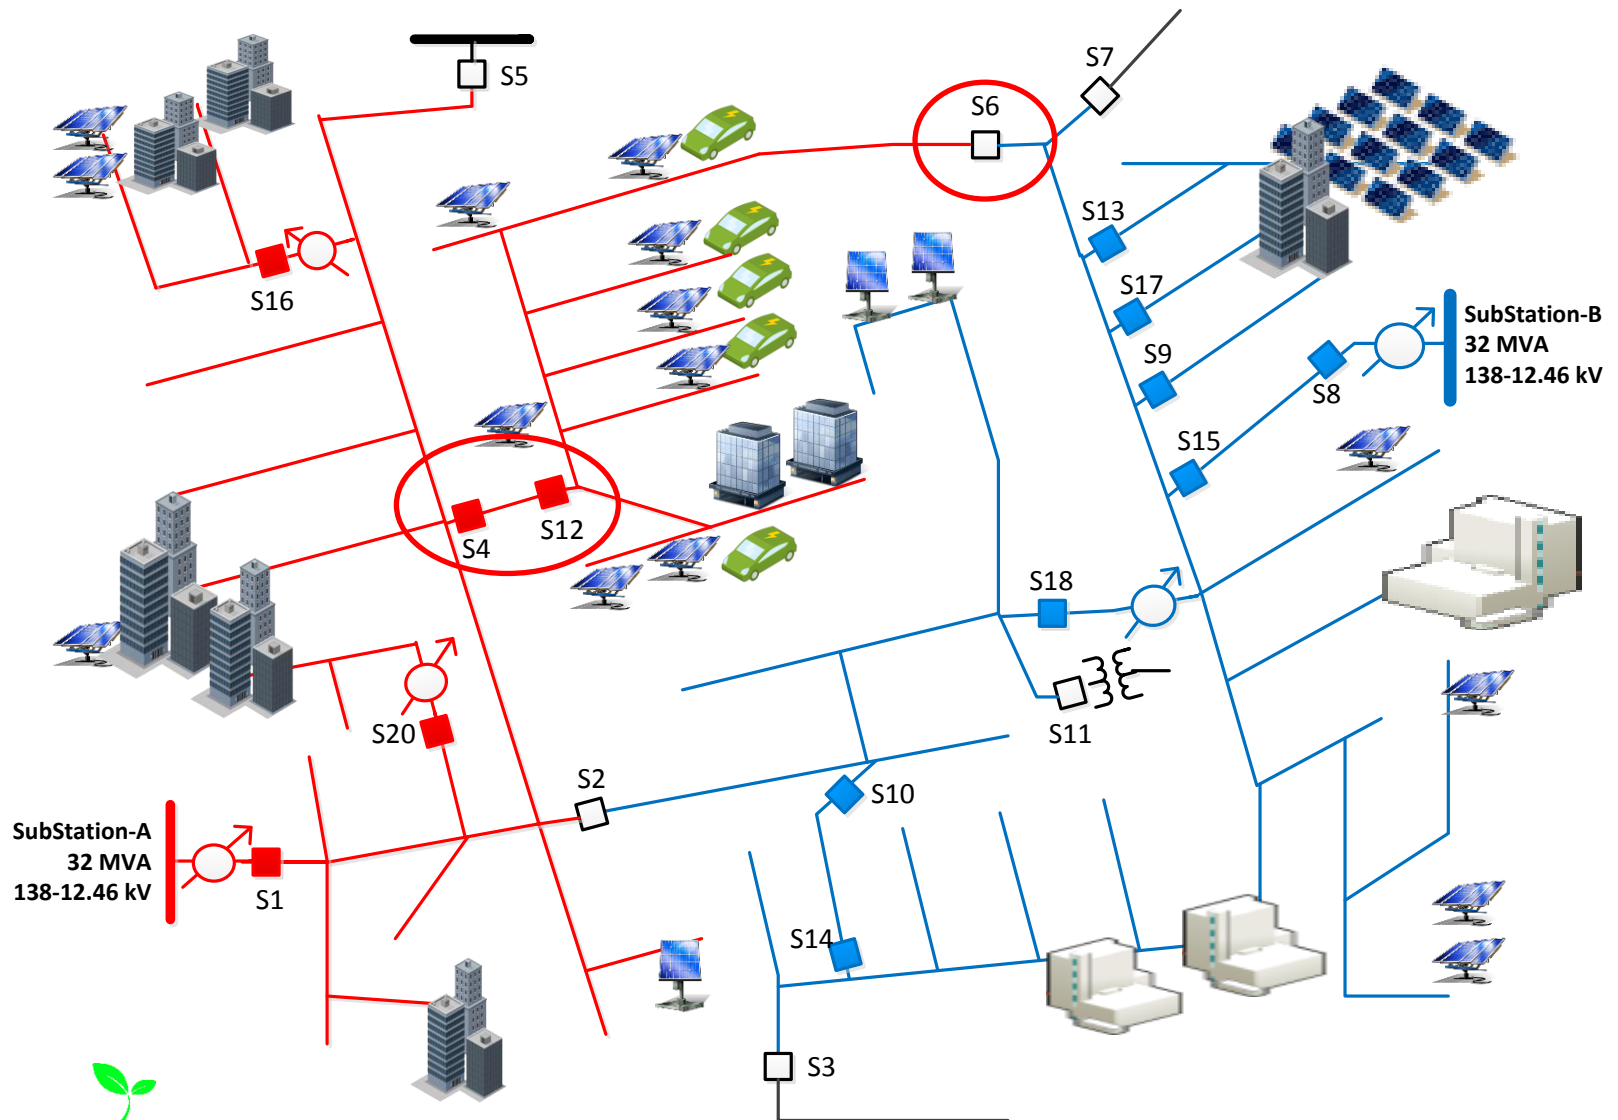 S5
S7
S6
S13
S16
S17
SubStation-B
32 MVA
138-12.46 kV
S9
S8
S15
S12
S4
S18
S11
S20
S2
S10
SubStation-A
32 MVA
138-12.46 kV
S1
S14
S3